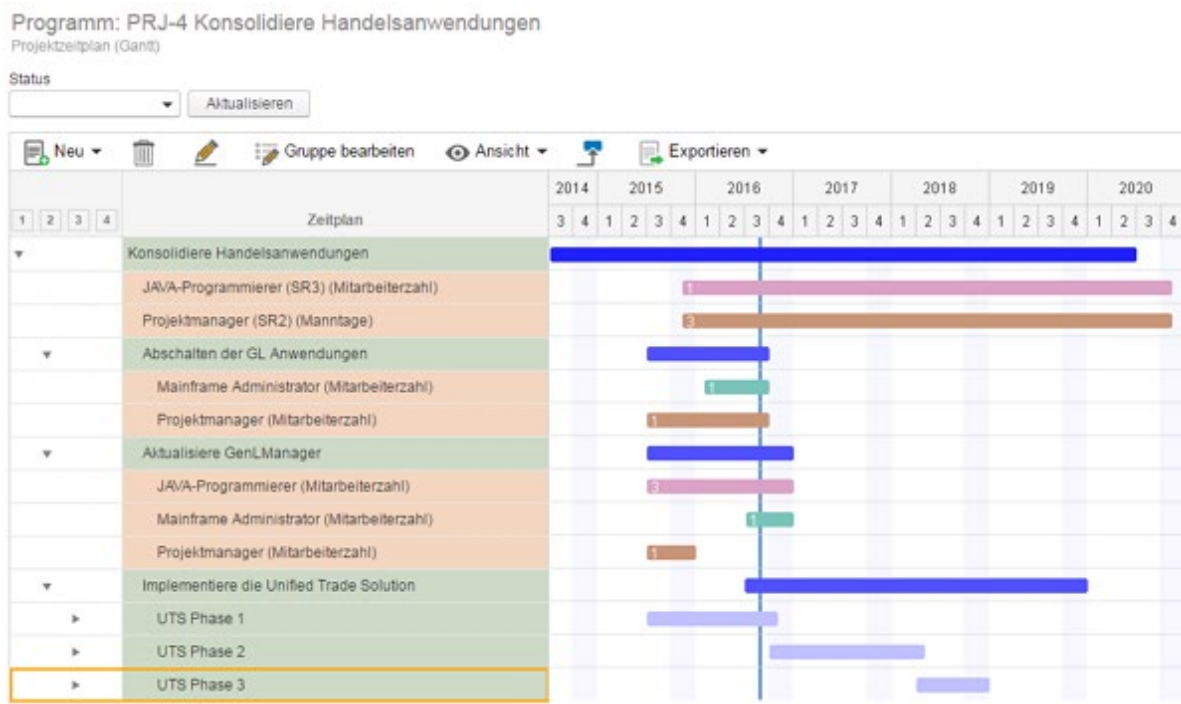 Programm: PRJ-4 Konsolidiere Handelsanwendungen
Projektzeitplan (Gantt)
Status
Aktualisieren
Neu Gruppe bearbeiten Ansicht Exportieren
2014 2015 2016 2017 2018 2019 2020
1 2 3 4 Zeitplan 3 4 1 2 3 4 1 2 3 4 1 2 3 4 1 2 3 4 1 2 3 4 1 2 3 4
Konsolidiere Handelsanwendungen
JAVA-Programmierer (SR3) (Mitarbeiterzahl) 1
Projektmanager (SR2) (Manntage) 3
Abschalten der GL Anwendungen
Mainframe Administrator (Mitarbeiterzahl) 1
Projektmanager (Mitarbeiterzahl) 1
Aktualisiere GenLManager
JAVA-Programmierer (Mitarbeiterzahl) 3
Mainframe Administrator (Mitarbeiterzahl) 1
Projektmanager (Mitarbeiterzahl) 1
Implementiere die Unified Trade Solution
UTS Phase 1
UTS Phase 2
UTS Phase 3